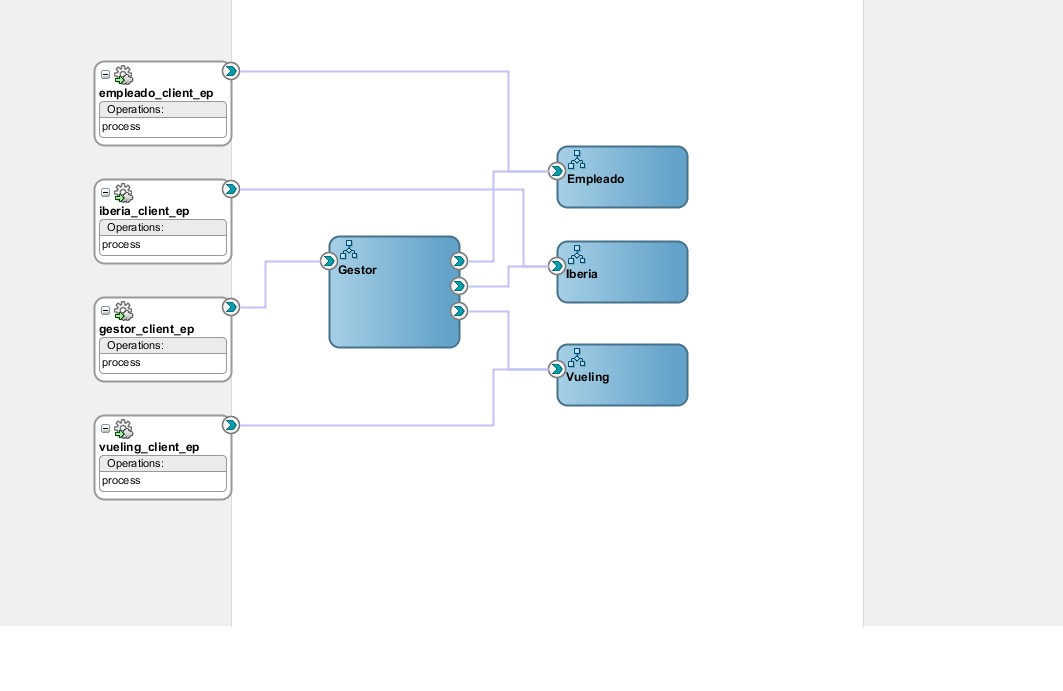 empleado_client_ep
Operations:
process
iberia_client_ep
Operations:
process
gestor_client_ep
Operations:
process
vueling_client_ep
Operations:
process
Gestor
Empleado
Iberia
Vueling